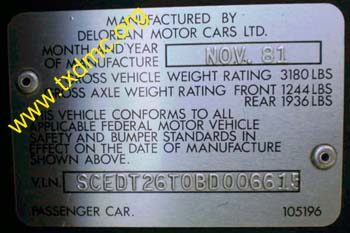 MANUFACTURED BY
DELOREAN MOTOR CARS LTD.
MONTH AND YEAR
OF MANUFACTURE NOV. 81
GROSS VEHICLE WEIGHT RATING 3180 LBS
GROSS AXLE WEIGHT RATING FRONT 1244 LBS
REAR 1936 LBS
THIS VEHICLE CONFORMS TO ALL
APPLICABLE FEDERAL MOTOR VEHICLE
SAFETY AND BUMPER STANDARDS IN
EFFECT ON THE DATE OF MANUFACTURE
SHOWN ABOVE.
V.I.N. SCEDT26T0BD006615
PASSENGER CAR. 105196
www.txdmc.org